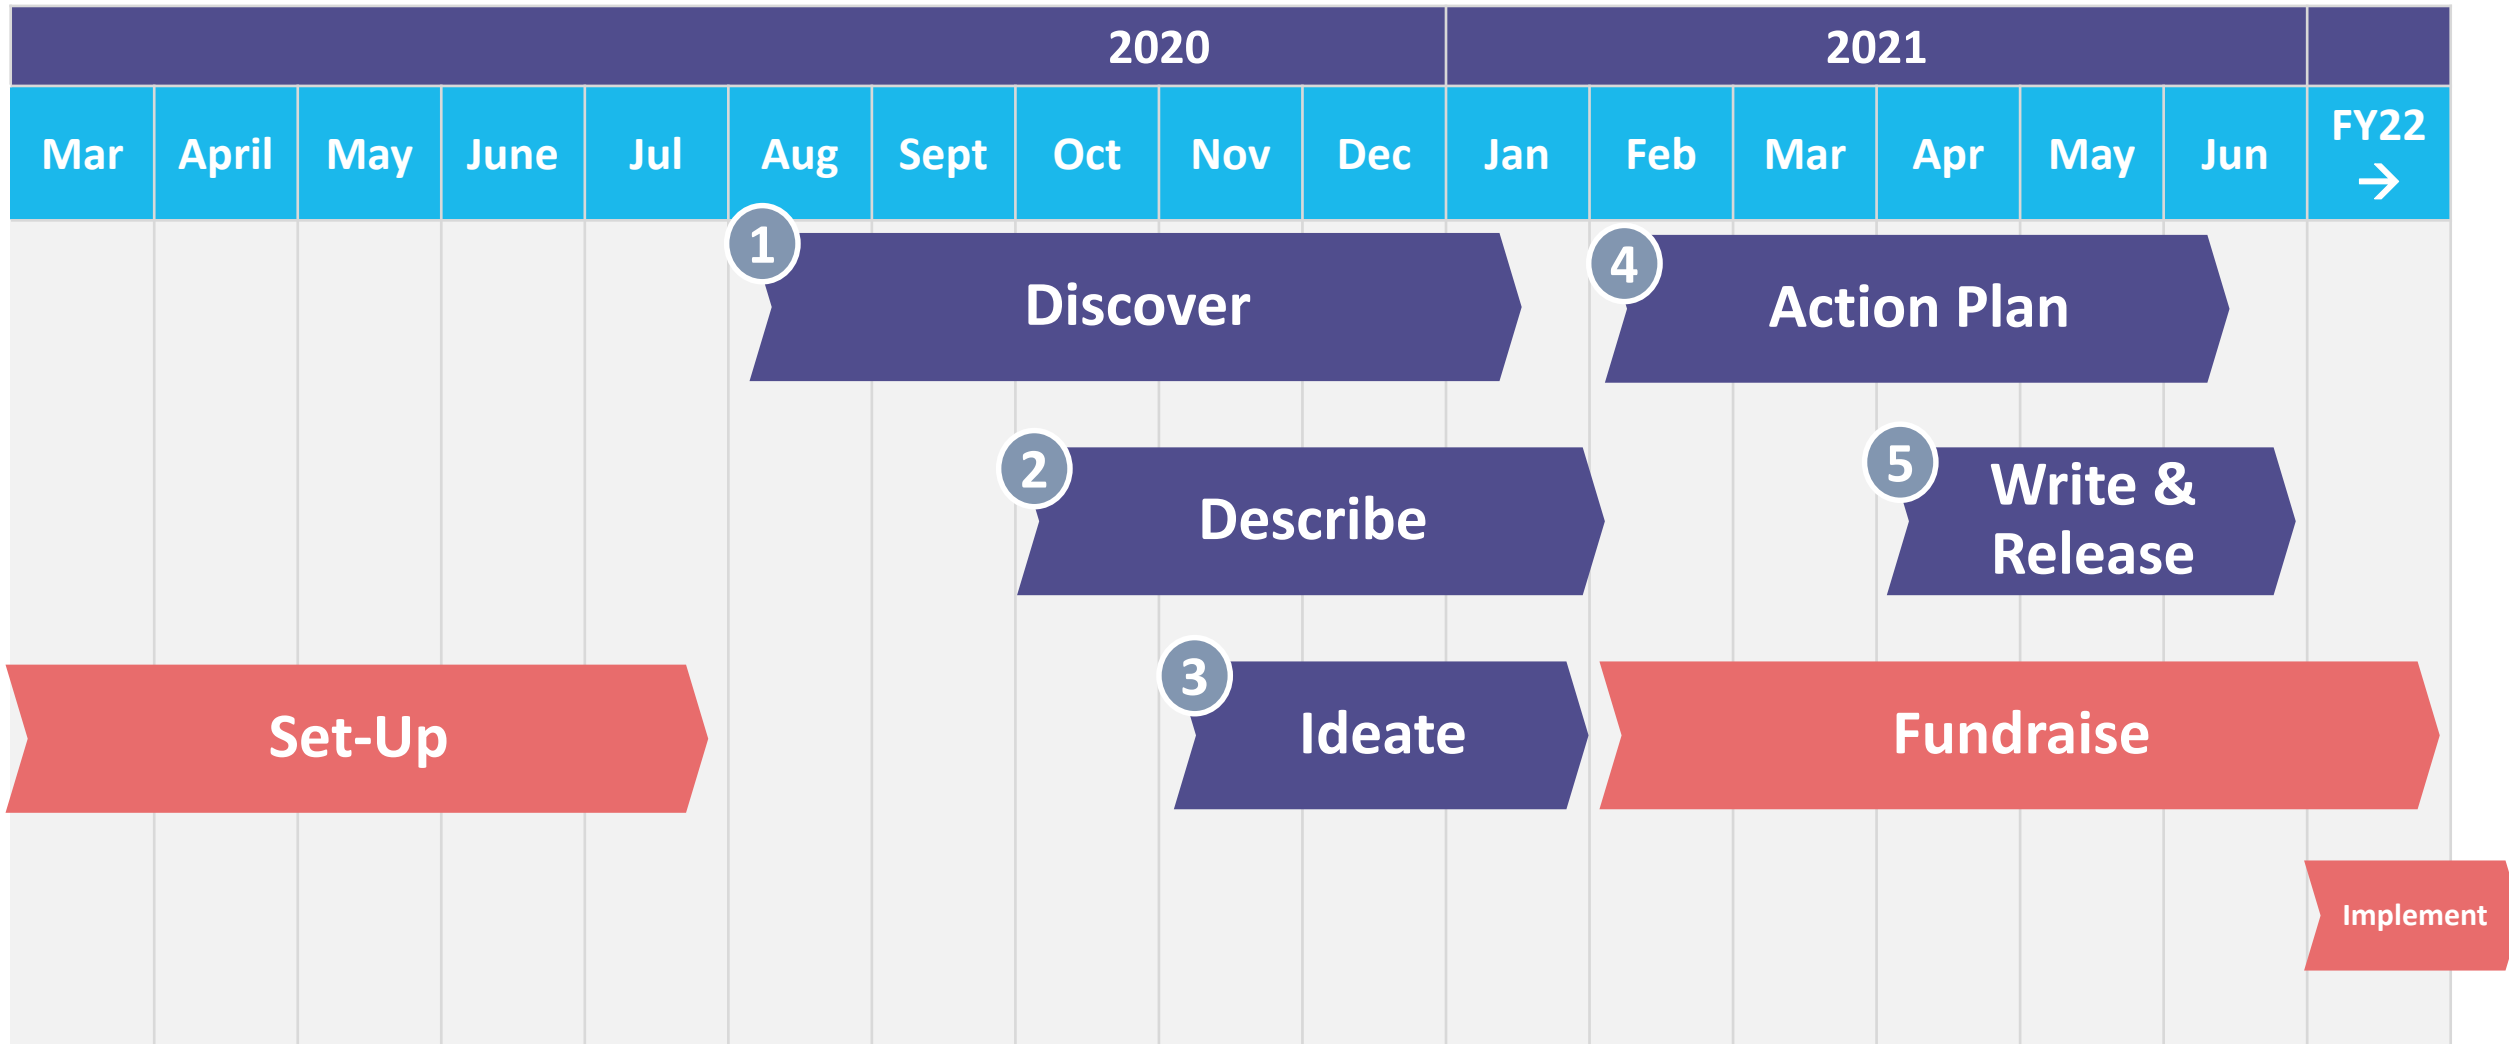 2020 2021
Mar April May June Jul Aug Sept Oct Nov Dec Jan Feb Mar Apr May Jun FY22
→
1
Discover
4
Action Plan
2
Describe
5
Write &
Release
Set-Up
3
Ideate
Fundraise
Implement